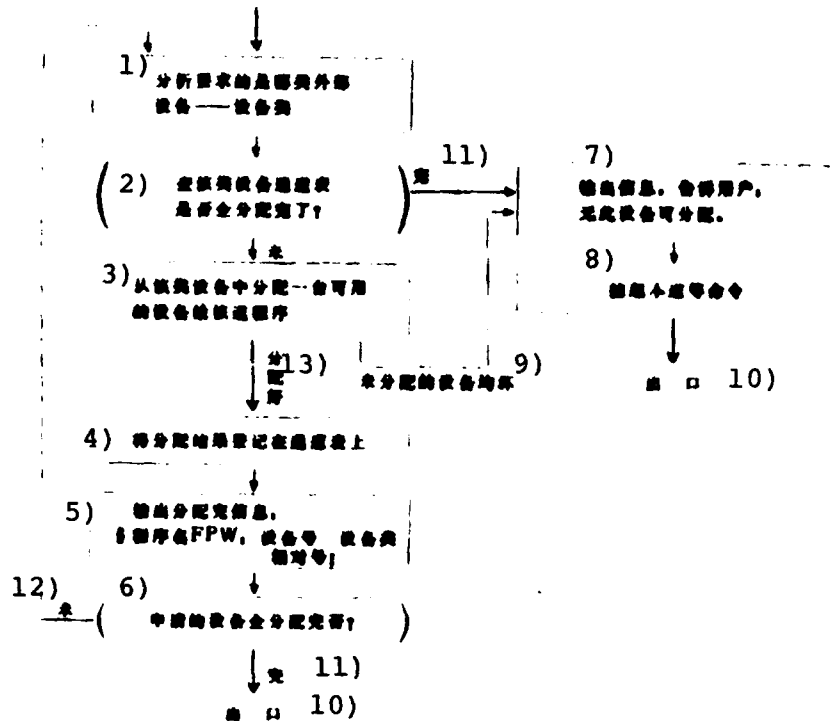 1) 分析要求的是哪类外部
设备——设备类
2) 查该类设备通道表
是否全分配完了?
完 11)
未
3) 从该类设备中分配一台可用
的设备给该道程序
分配好 13)
未分配的设备均坏 9)
4) 将分配结果登记在通道表上
5) 输出分配完信息,
程序名FPW, 设备号 设备类
相对号;
6) 申请的设备全分配完否?
12) 未
完 11)
出 口 10)
7) 输出信息, 告诉用户,
无此设备可分配。
8) 等命令
出 口 10)